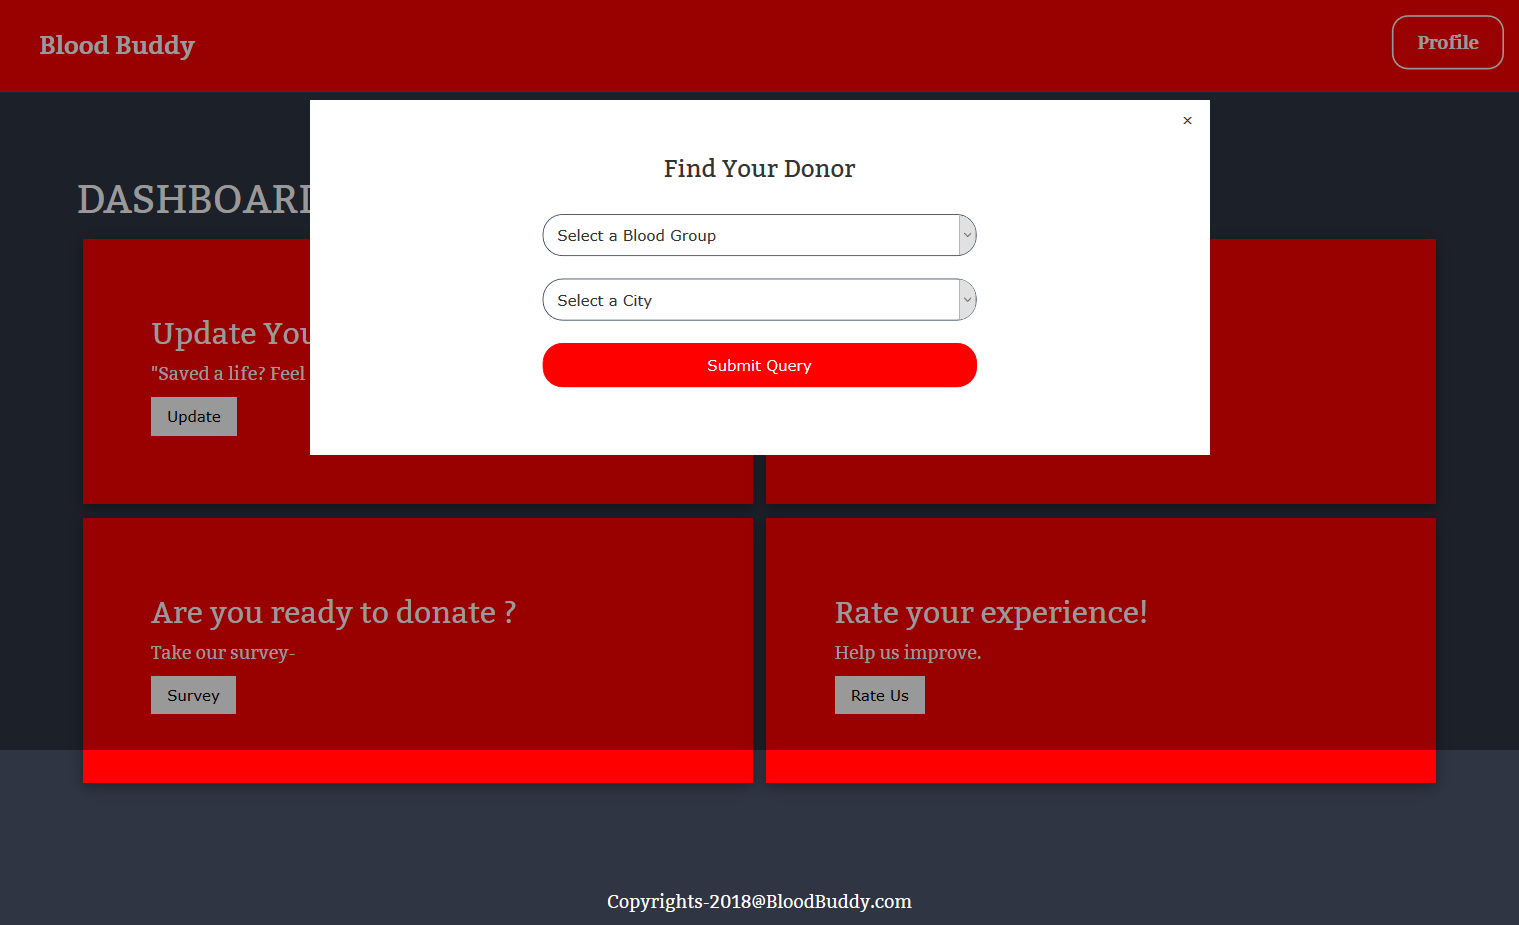 Blood Buddy
Profile
×
Find Your Donor
DASHBOARD
Select a Blood Group
Select a City
Submit Query
Update You
"Saved a life? Feel
Update
Are you ready to donate ?
Take our survey-
Survey
Rate your experience!
Help us improve.
Rate Us
Copyrights-2018@BloodBuddy.com